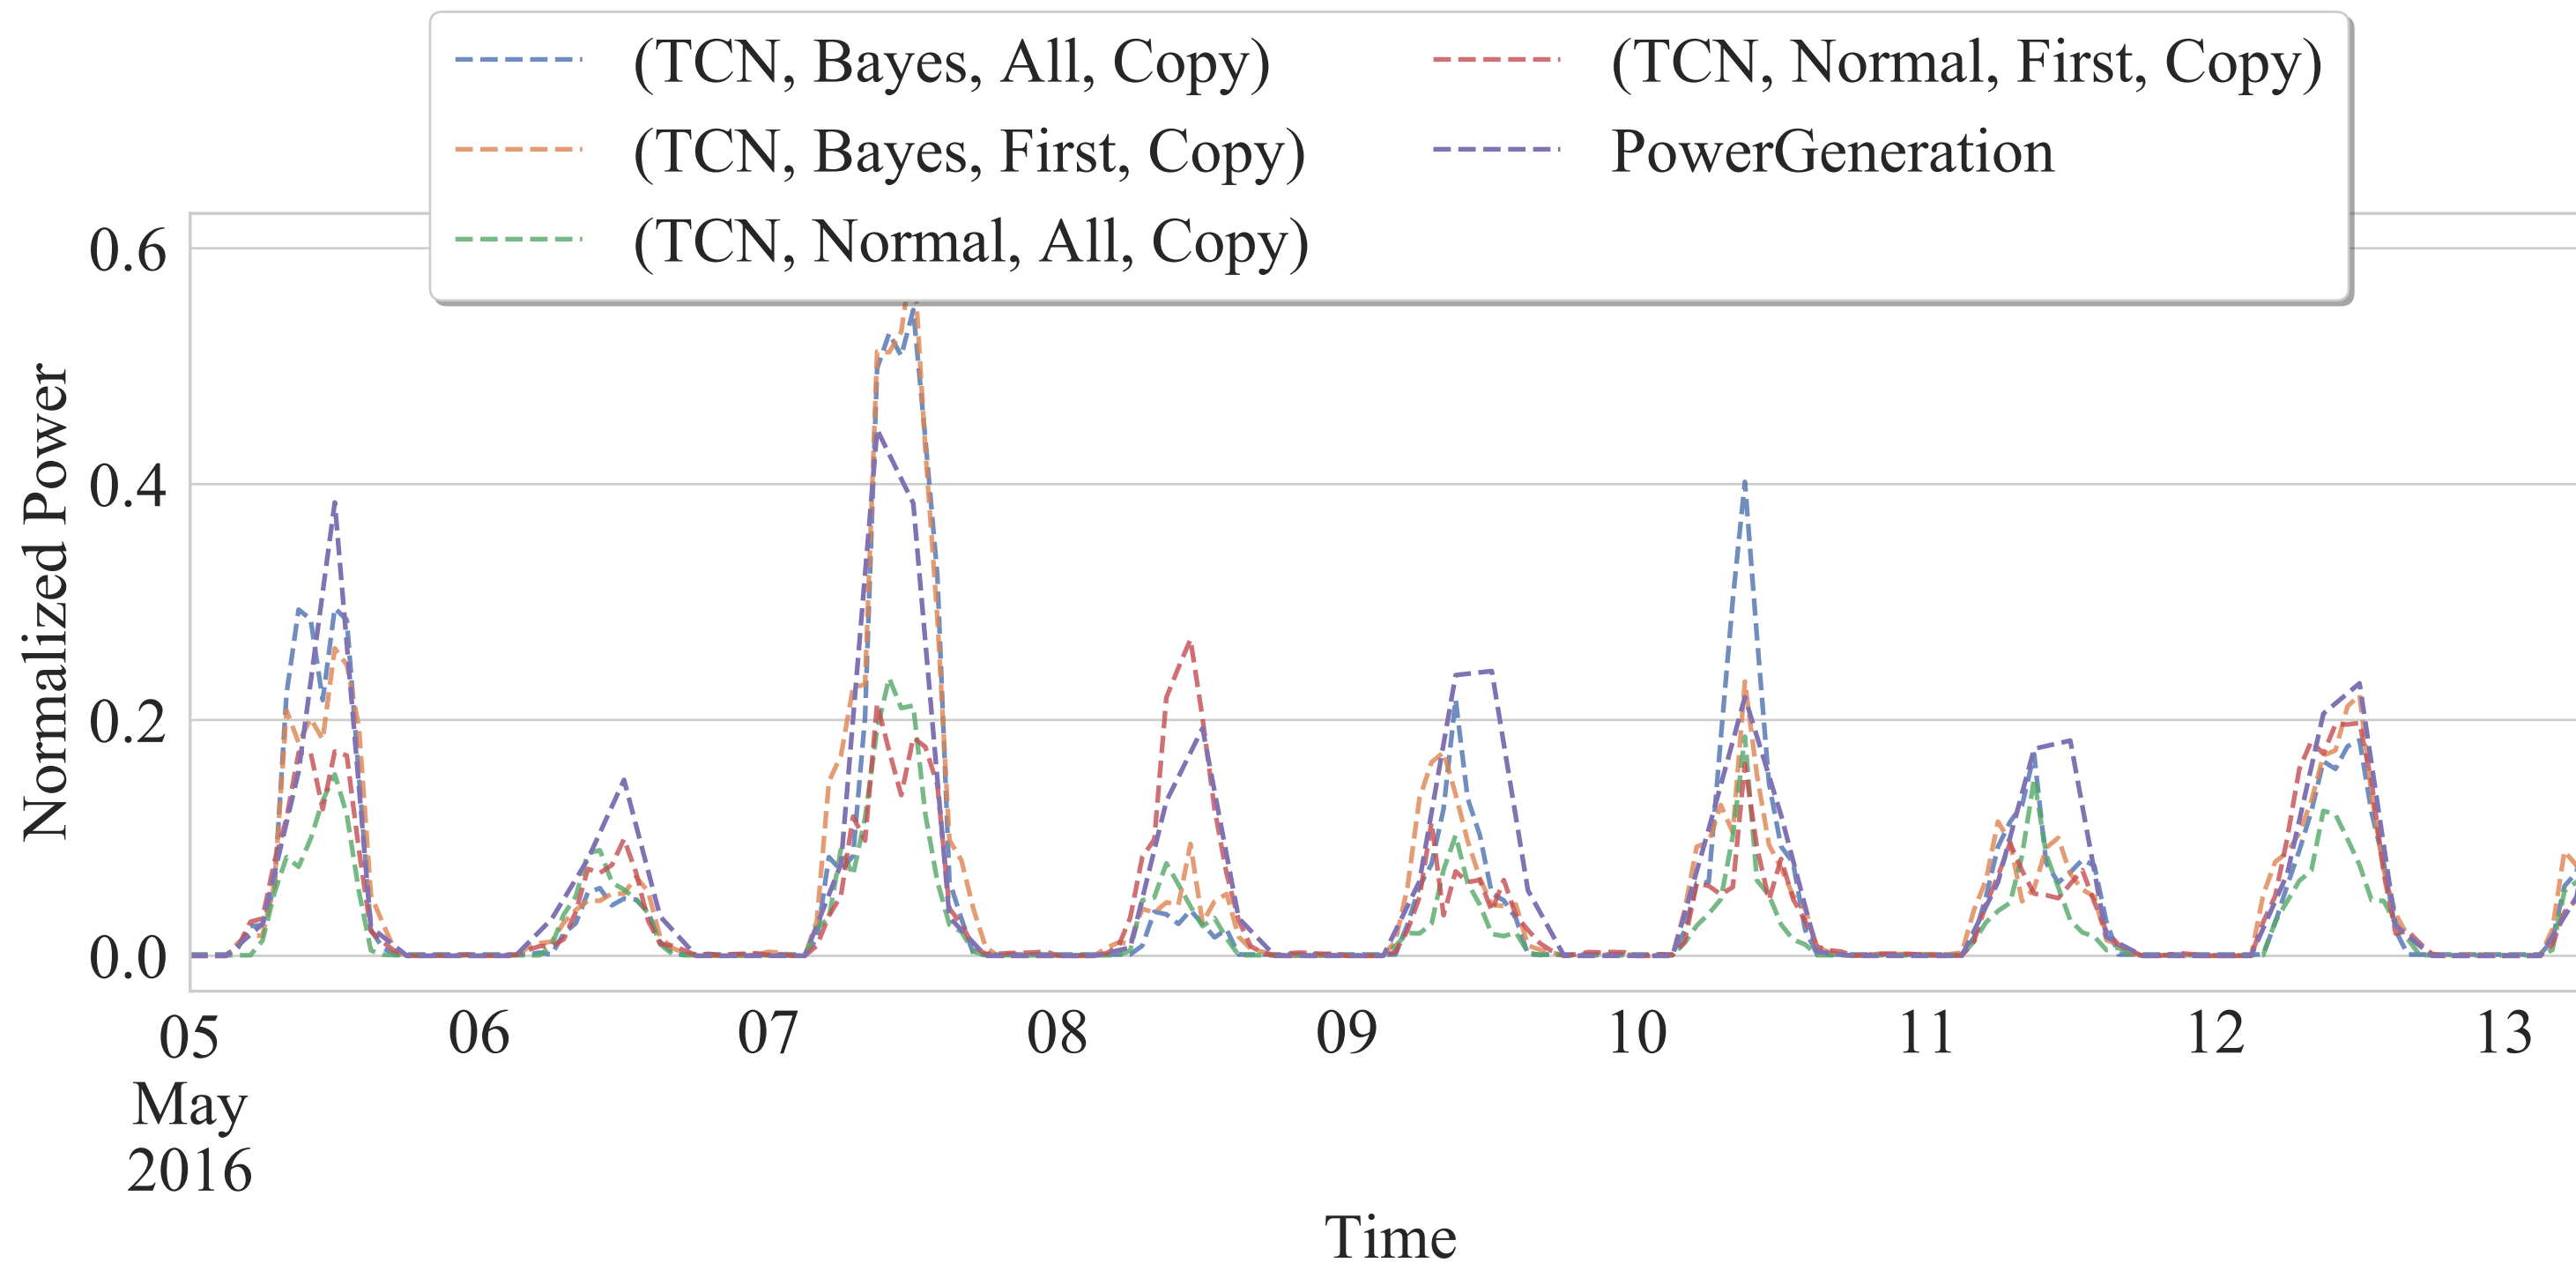 (TCN, Bayes, All, Copy)
(TCN, Bayes, First, Copy)
(TCN, Normal, All, Copy)
(TCN, Normal, First, Copy)
PowerGeneration
Normalized Power
0.6
0.4
0.2
0.0
05 06 07 08 09 10 11 12 13
May
2016
Time